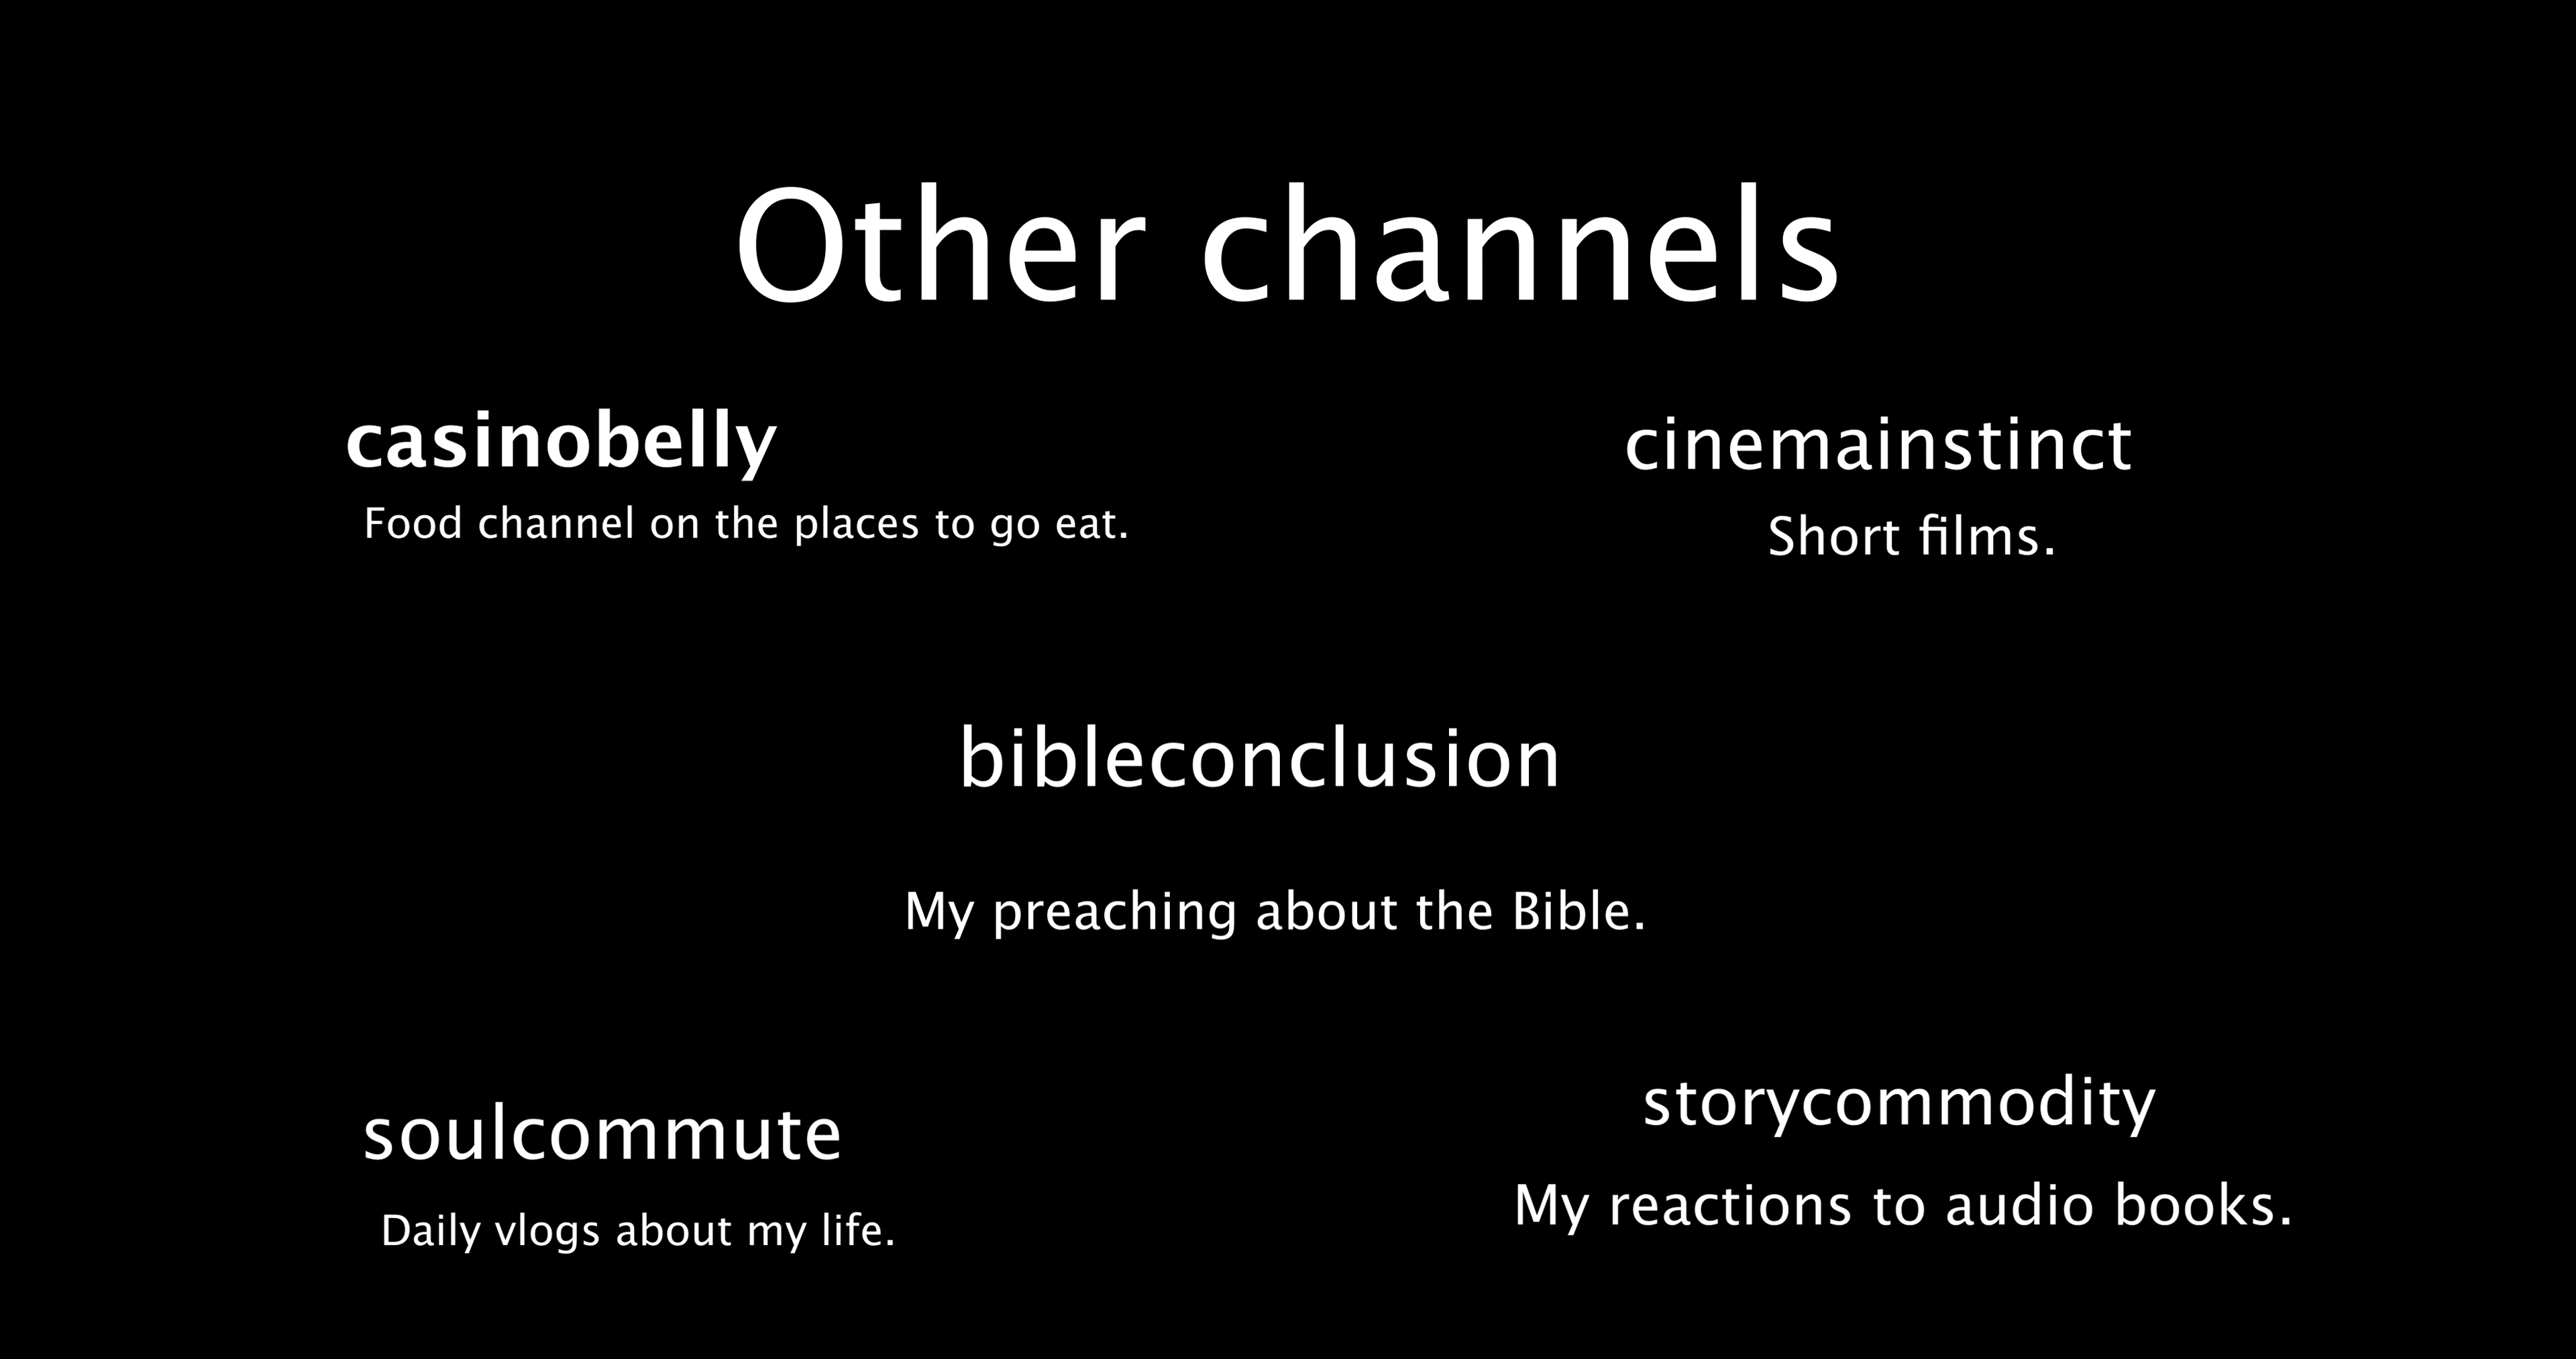 Other channels
casinobelly
Food channel on the places to go eat.
cinemainstinct
Short films.
bibleconclusion
My preaching about the Bible.
soulcommute
Daily vlogs about my life.
storycommodity
My reactions to audio books.